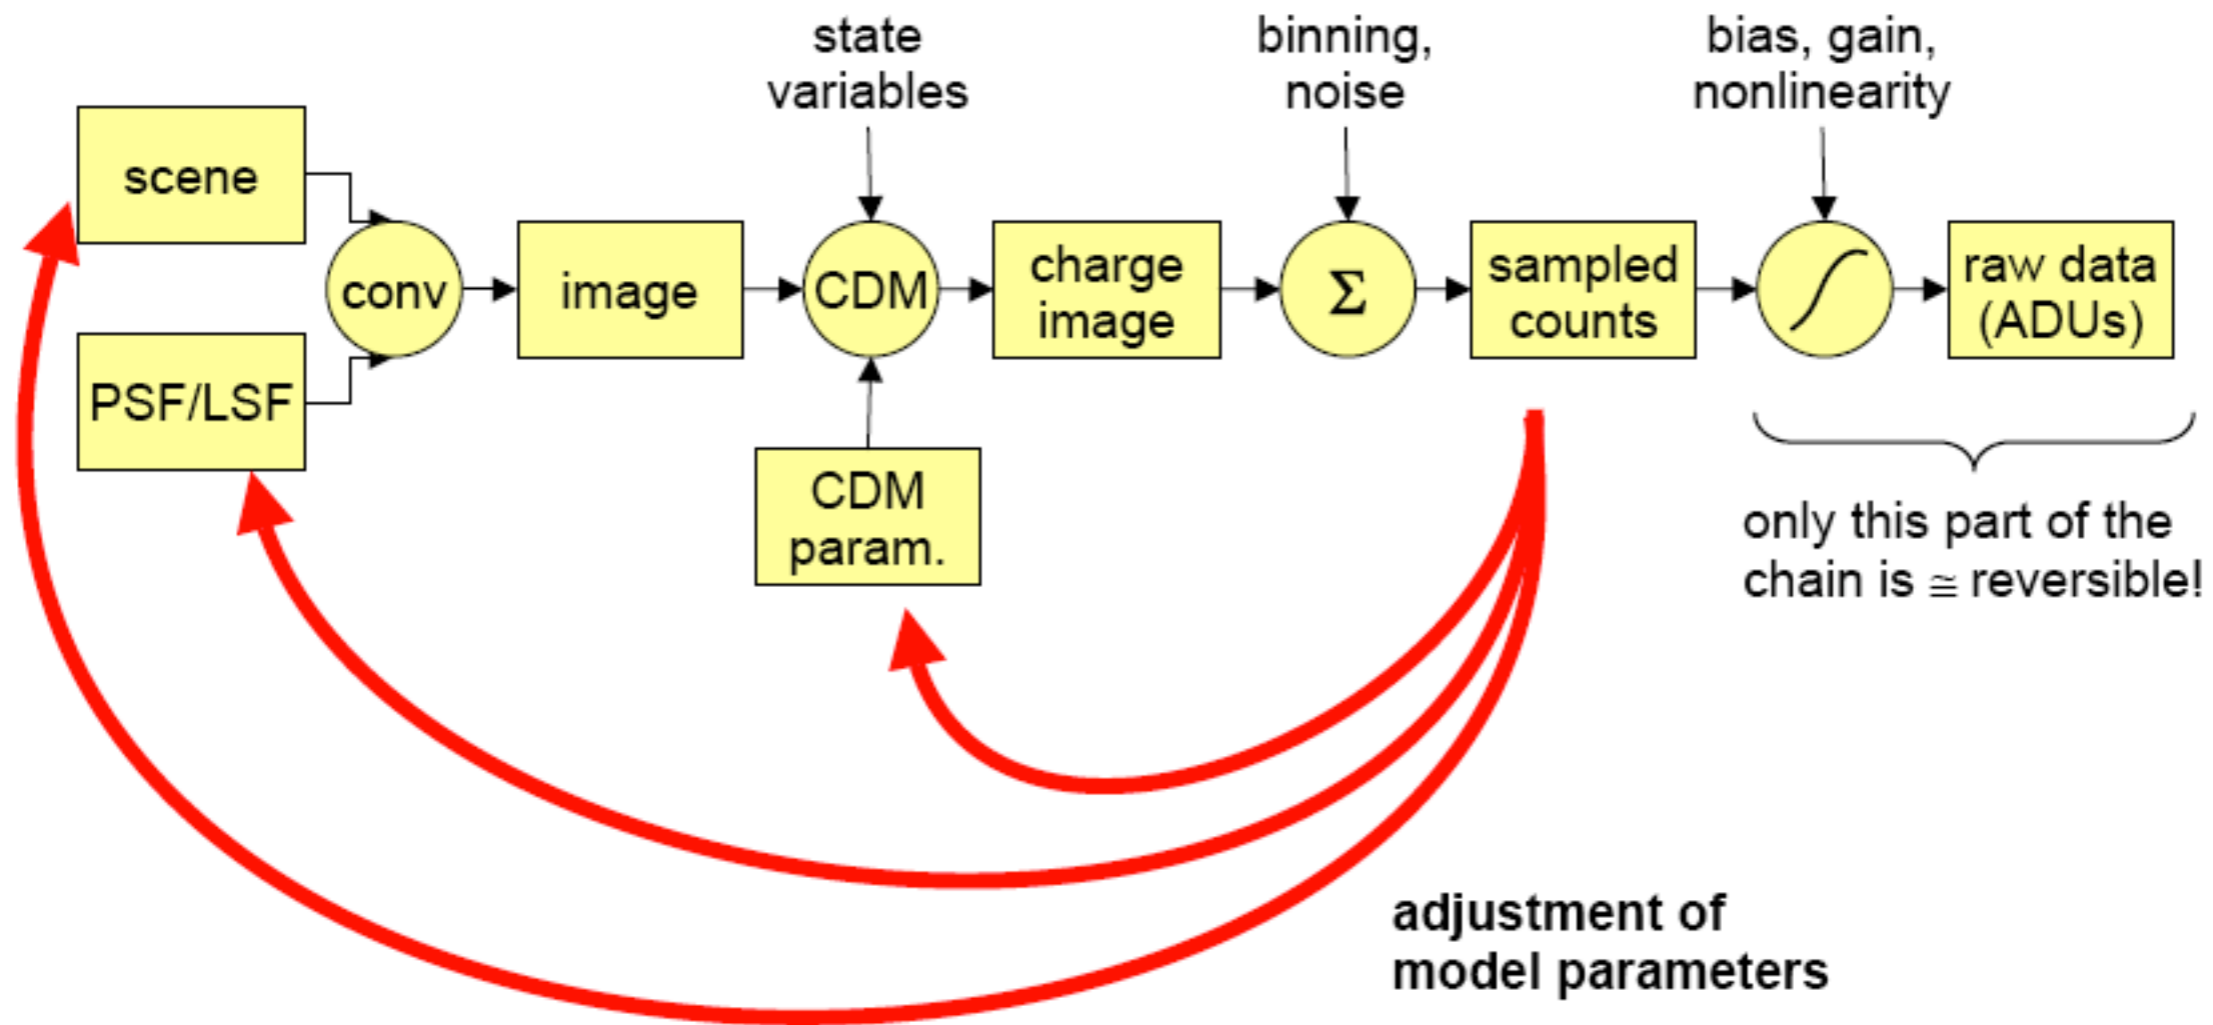 state
variables
binning,
noise
bias, gain,
nonlinearity
scene
PSF/LSF
conv
image
CDM
charge
image
Σ
sampled
counts
raw data
(ADUs)
CDM
param.
only this part of the
chain is ≅ reversible!
adjustment of
model parameters